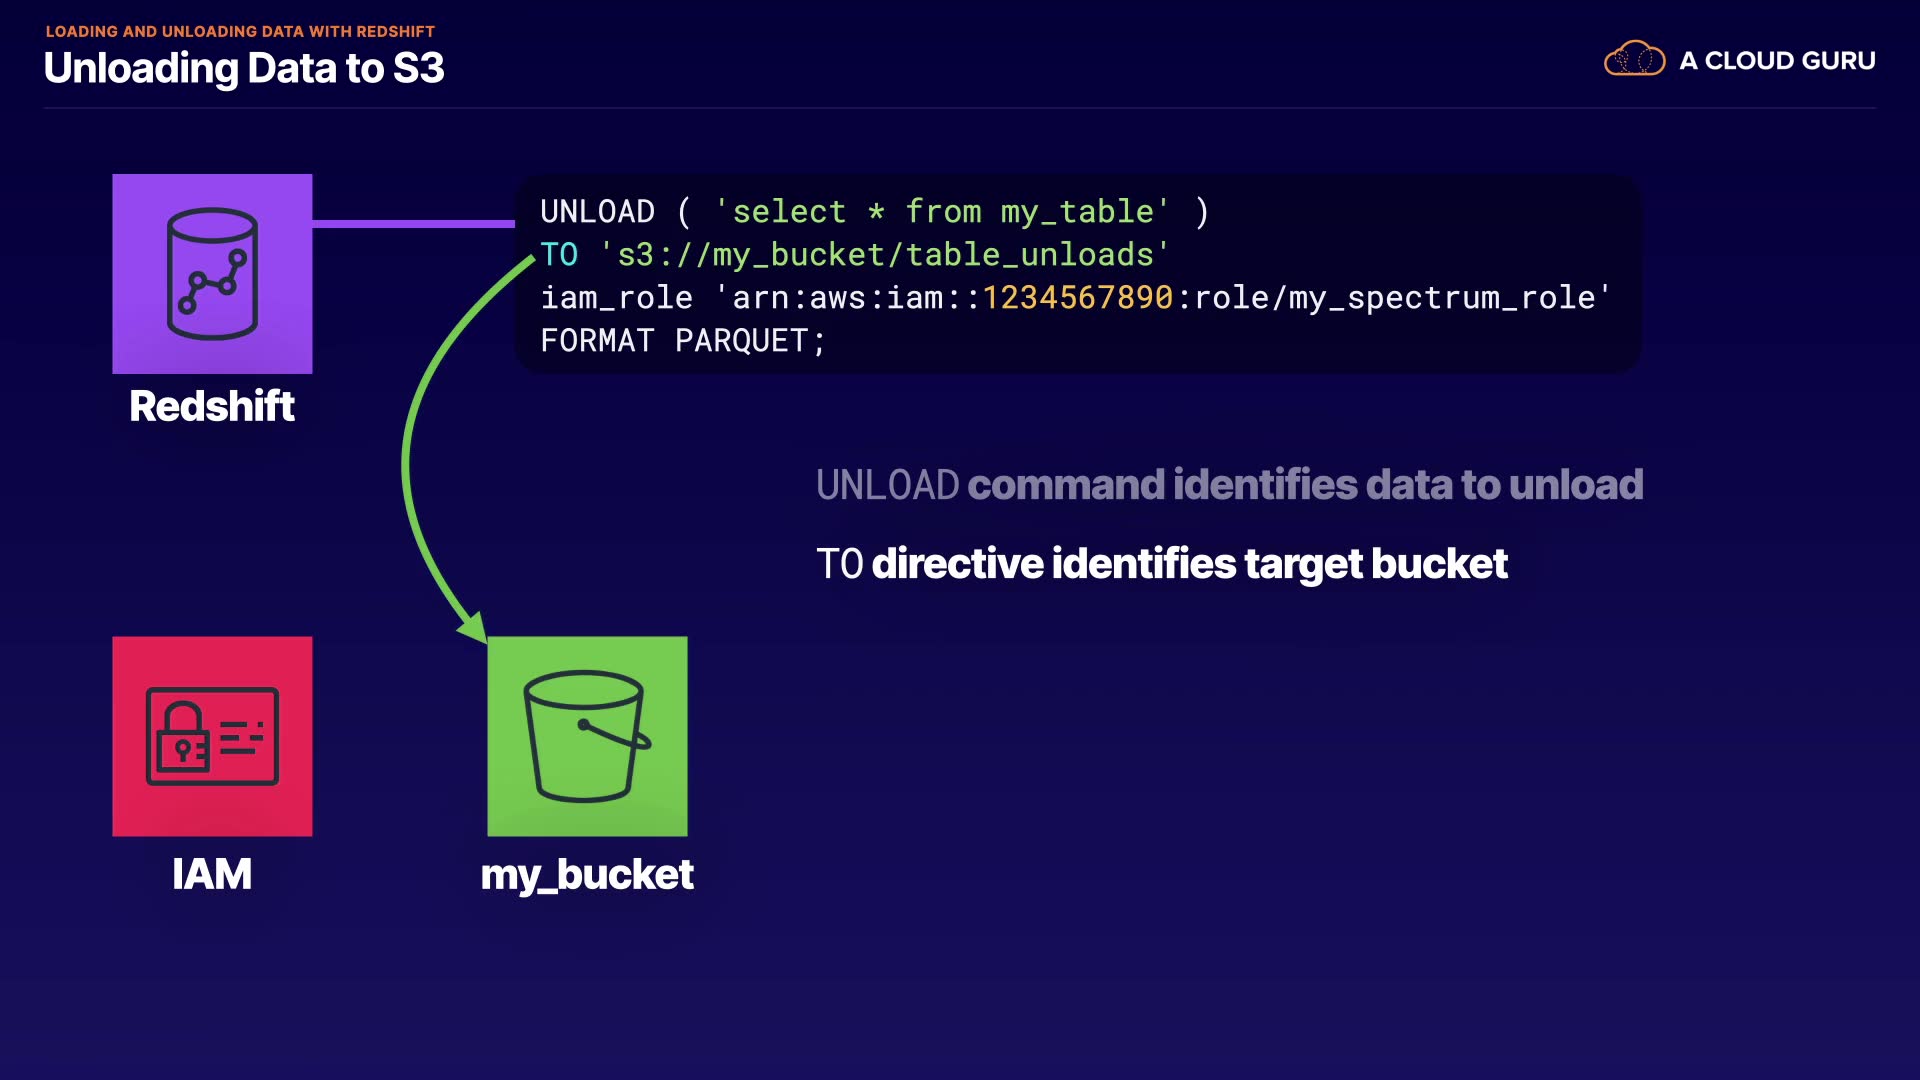 LOADING AND UNLOADING DATA WITH REDSHIFT
Unloading Data to S3
A CLOUD GURU
UNLOAD ( 'select * from my_table' )
TO 's3://my_bucket/table_unloads'
iam_role 'arn:aws:iam::1234567890:role/my_spectrum_role'
FORMAT PARQUET;
Redshift
UNLOAD command identifies data to unload
TO directive identifies target bucket
IAM
my_bucket